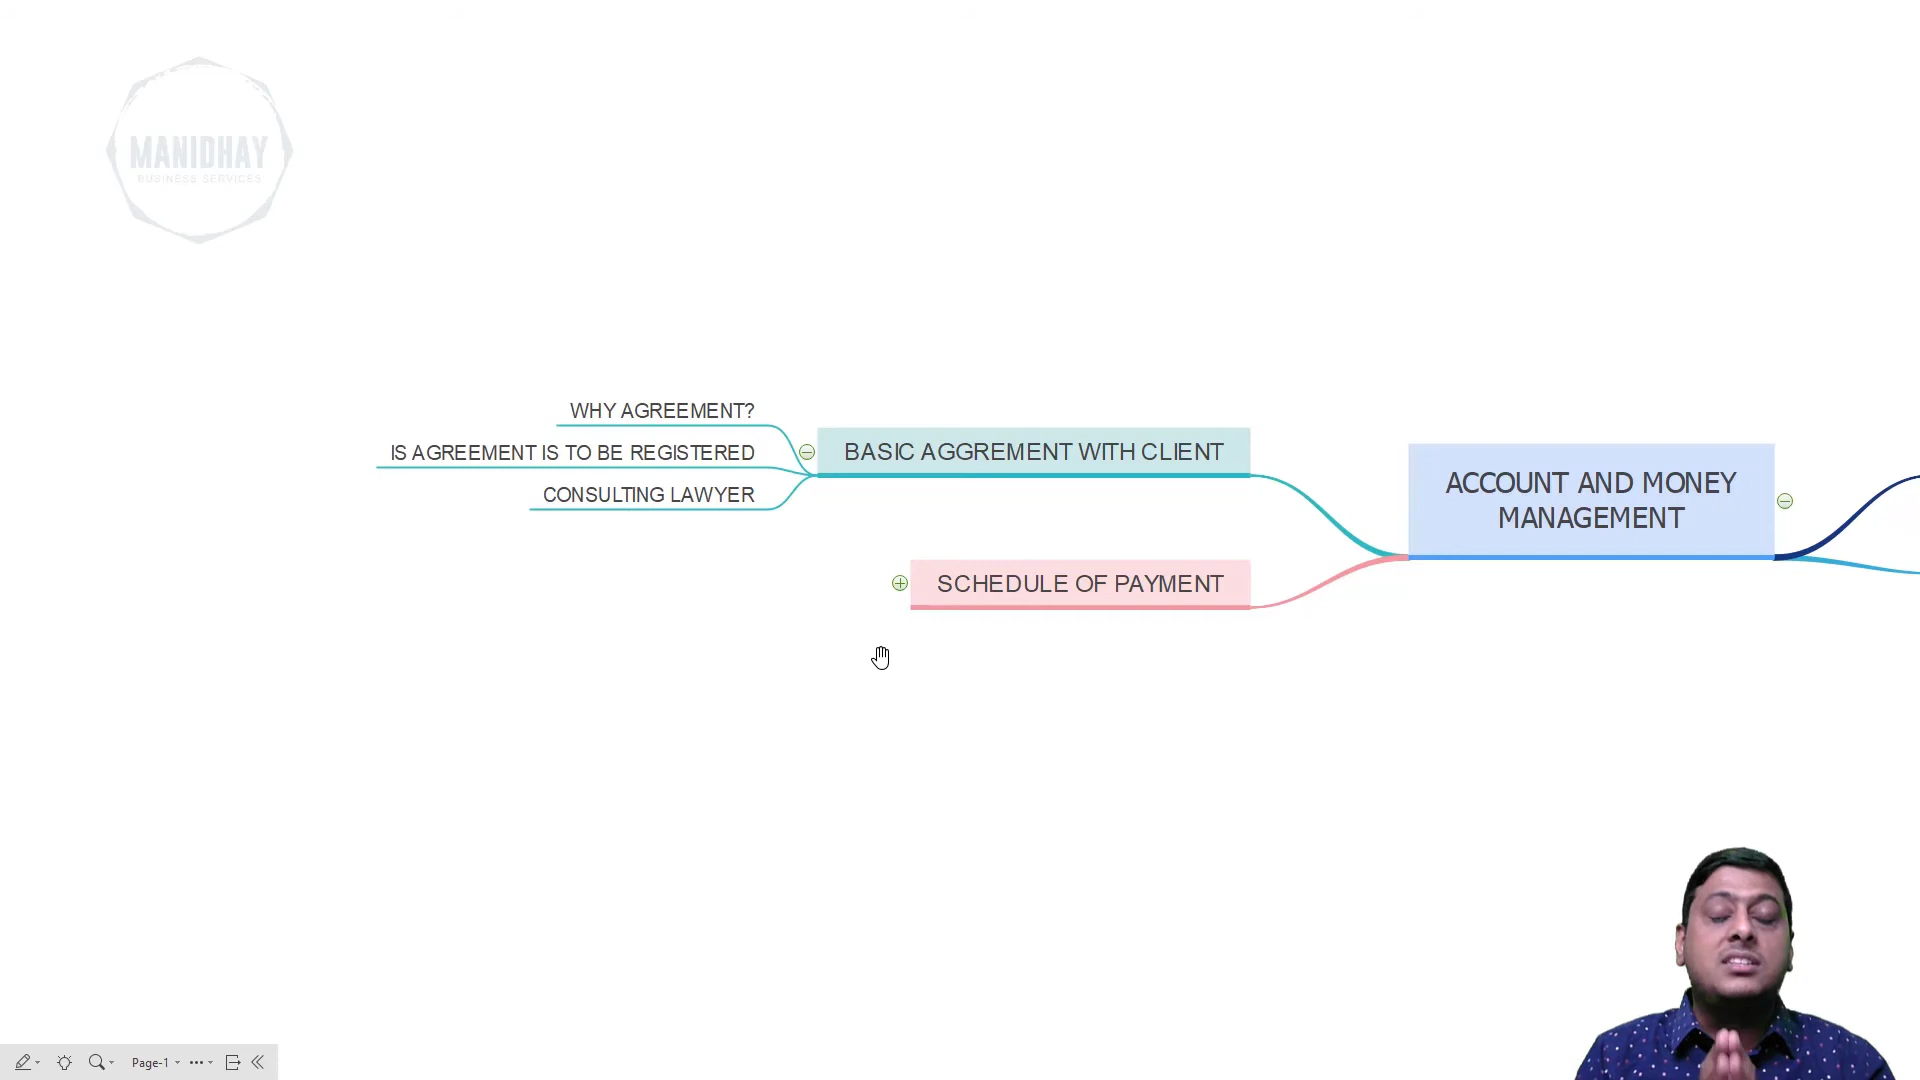 MANIDHAY
BUSINESS SERVICES
WHY AGREEMENT?
IS AGREEMENT IS TO BE REGISTERED
CONSULTING LAWYER
BASIC AGGREMENT WITH CLIENT
SCHEDULE OF PAYMENT
ACCOUNT AND MONEY
MANAGEMENT
Page-1